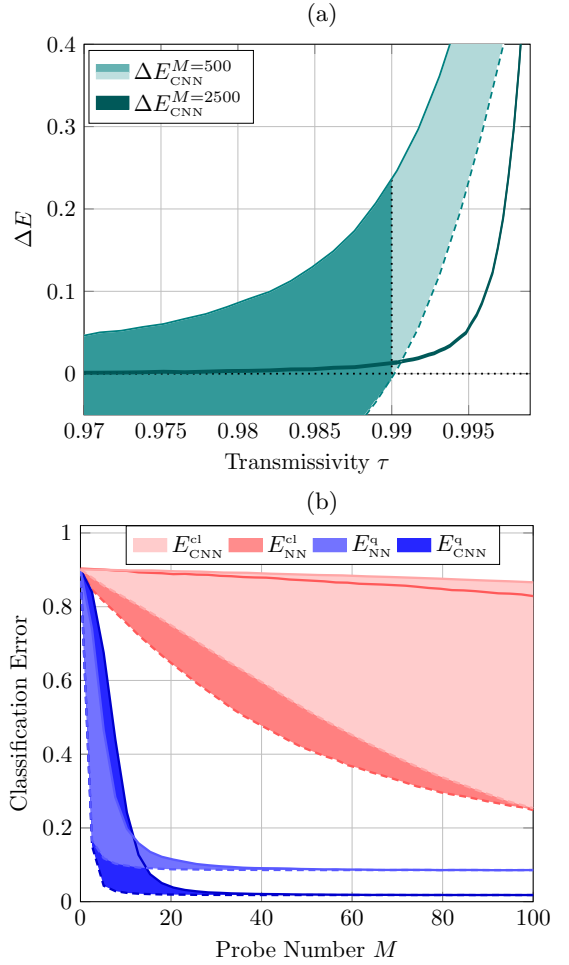 (a)
0.4
0.3
0.2
0.1
0
ΔE
ΔE_CNN^{M=500}
ΔE_CNN^{M=2500}
0.97 0.975 0.98 0.985 0.99 0.995
Transmissivity τ
(b)
1
0.8
0.6
0.4
0.2
0
Classification Error
E_CNN^cl E_NN^cl E_NN^q E_CNN^q
0 20 40 60 80 100
Probe Number M